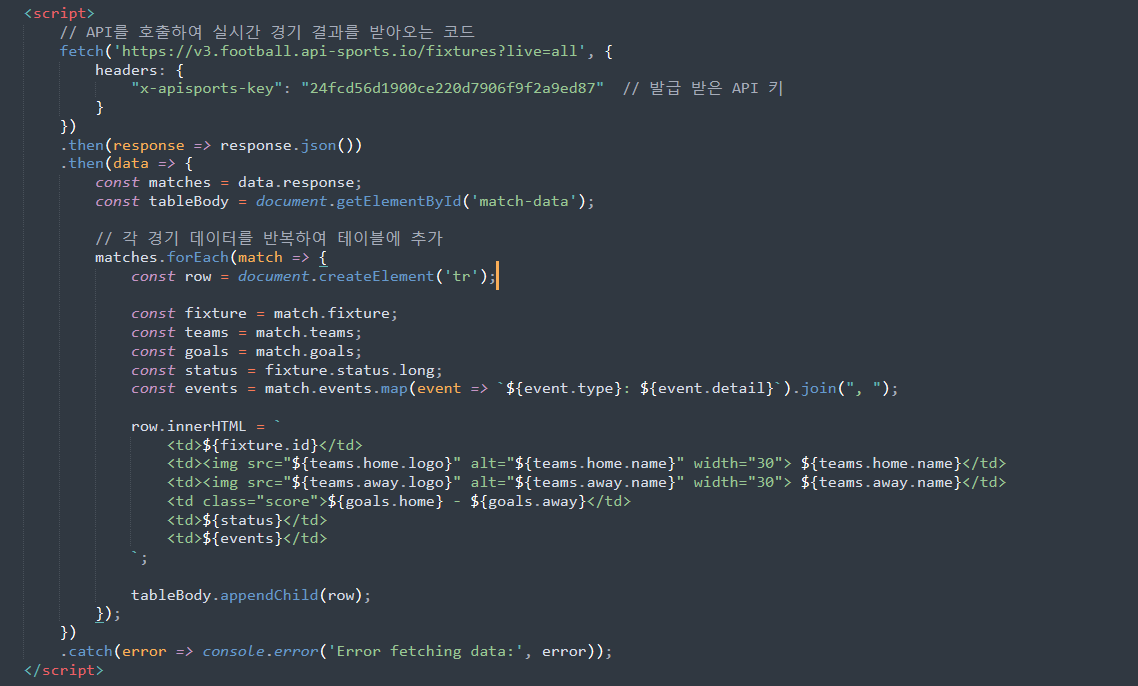 <script>
// API를 호출하여 실시간 경기 결과를 받아오는 코드
fetch('https://v3.football.api-sports.io/fixtures?live=all', {
headers: {
"x-apisports-key": "24fcd56d1900ce220d7906f9f2a9ed87"  // 발급 받은 API 키
}
})
.then(response => response.json())
.then(data => {
const matches = data.response;
const tableBody = document.getElementById('match-data');
// 각 경기 데이터를 반복하여 테이블에 추가
matches.forEach(match => {
const row = document.createElement('tr');
const fixture = match.fixture;
const teams = match.teams;
const goals = match.goals;
const status = fixture.status.long;
const events = match.events.map(event => `${event.type}: ${event.detail}`).join(", ");
row.innerHTML = `
<td>${fixture.id}</td>
<td><img src="${teams.home.logo}" alt="${teams.home.name}" width="30"> ${teams.home.name}</td>
<td><img src="${teams.away.logo}" alt="${teams.away.name}" width="30"> ${teams.away.name}</td>
<td class="score">${goals.home} - ${goals.away}</td>
<td>${status}</td>
<td>${events}</td>
`;
tableBody.appendChild(row);
});
})
.catch(error => console.error('Error fetching data:', error));
</script>